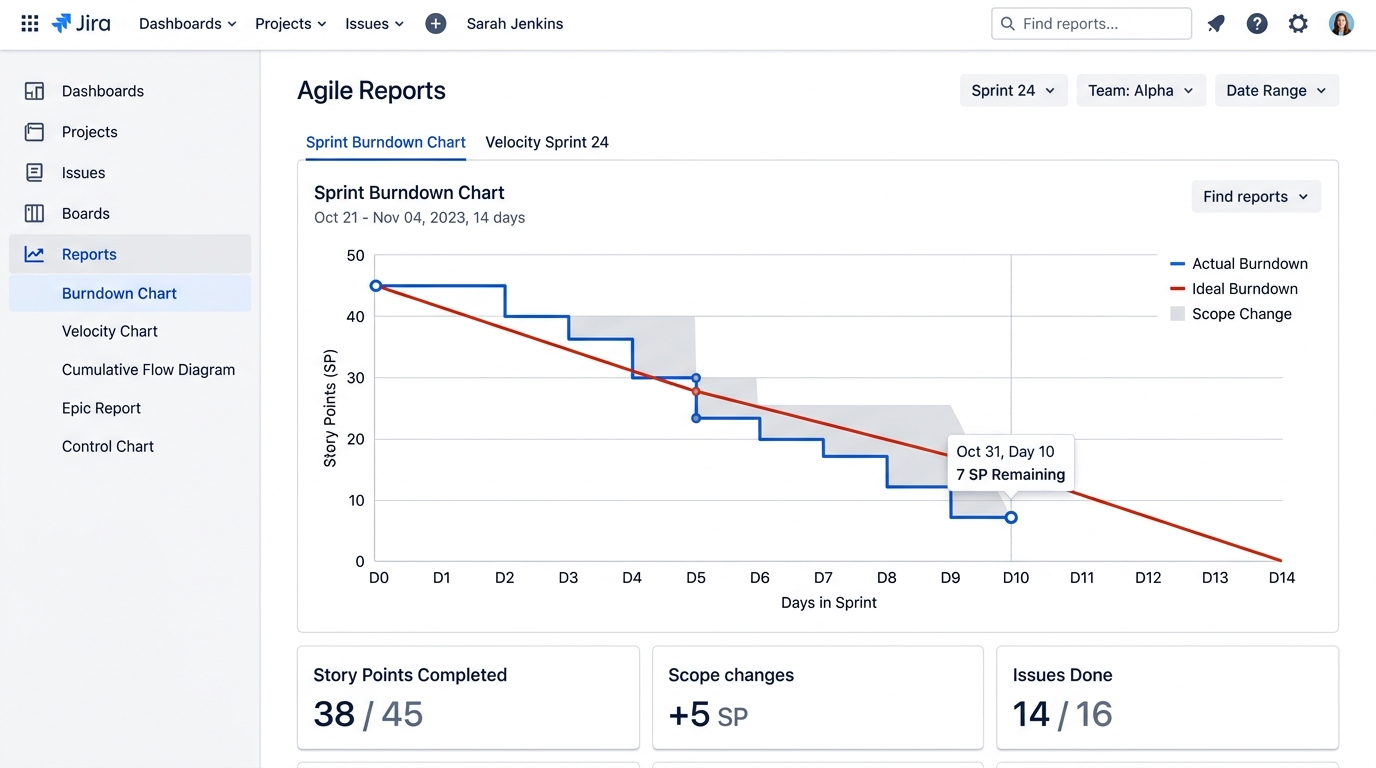 Jira Dashboards Projects Issues Sarah Jenkins Find reports...
Dashboards
Projects
Issues
Boards
Reports
Burndown Chart
Velocity Chart
Cumulative Flow Diagram
Epic Report
Control Chart
Agile Reports
Sprint 24 Team: Alpha Date Range
Sprint Burndown Chart Velocity Sprint 24
Sprint Burndown Chart
Oct 21 - Nov 04, 2023, 14 days
Find reports
Actual Burndown
Ideal Burndown
Scope Change
Story Points (SP)
50
40
30
20
10
0
Oct 31, Day 10
7 SP Remaining
D0 D1 D2 D3 D4 D5 D6 D7 D8 D9 D10 D11 D12 D13 D14
Days in Sprint
Story Points Completed
38 / 45
Scope changes
+5 SP
Issues Done
14 / 16